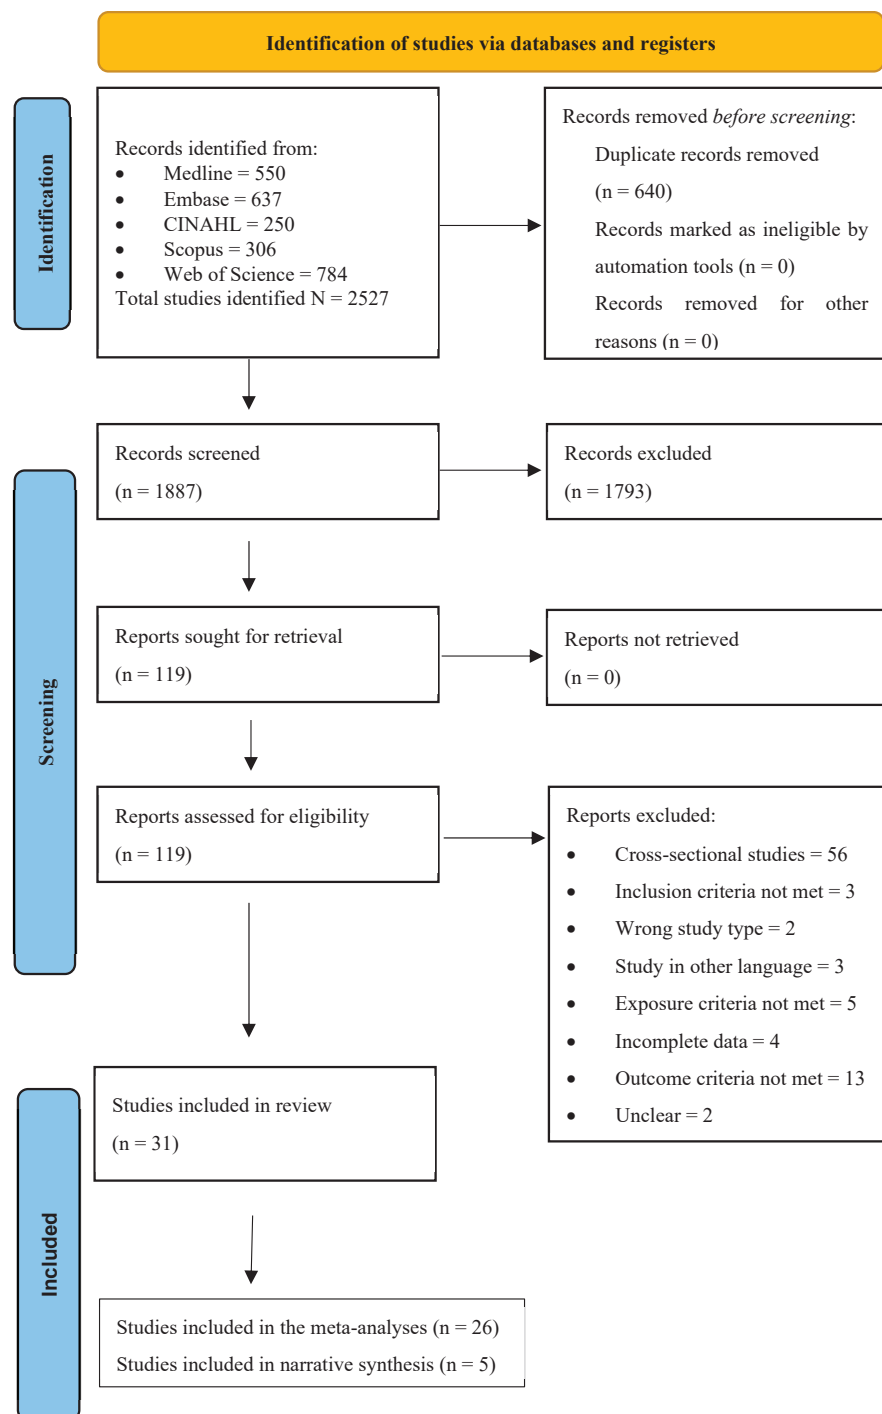 Identification of studies via databases and registers
Identification
Records identified from:
• Medline = 550
• Embase = 637
• CINAHL = 250
• Scopus = 306
• Web of Science = 784
Total studies identified N = 2527
Records removed before screening:
Duplicate records removed
(n = 640)
Records marked as ineligible by
automation tools (n = 0)
Records removed for other
reasons (n = 0)
Screening
Records screened
(n = 1887)
Records excluded
(n = 1793)
Reports sought for retrieval
(n = 119)
Reports not retrieved
(n = 0)
Reports assessed for eligibility
(n = 119)
Reports excluded:
• Cross-sectional studies = 56
• Inclusion criteria not met = 3
• Wrong study type = 2
• Study in other language = 3
• Exposure criteria not met = 5
• Incomplete data = 4
• Outcome criteria not met = 13
• Unclear = 2
Included
Studies included in review
(n = 31)
Studies included in the meta-analyses (n = 26)
Studies included in narrative synthesis (n = 5)